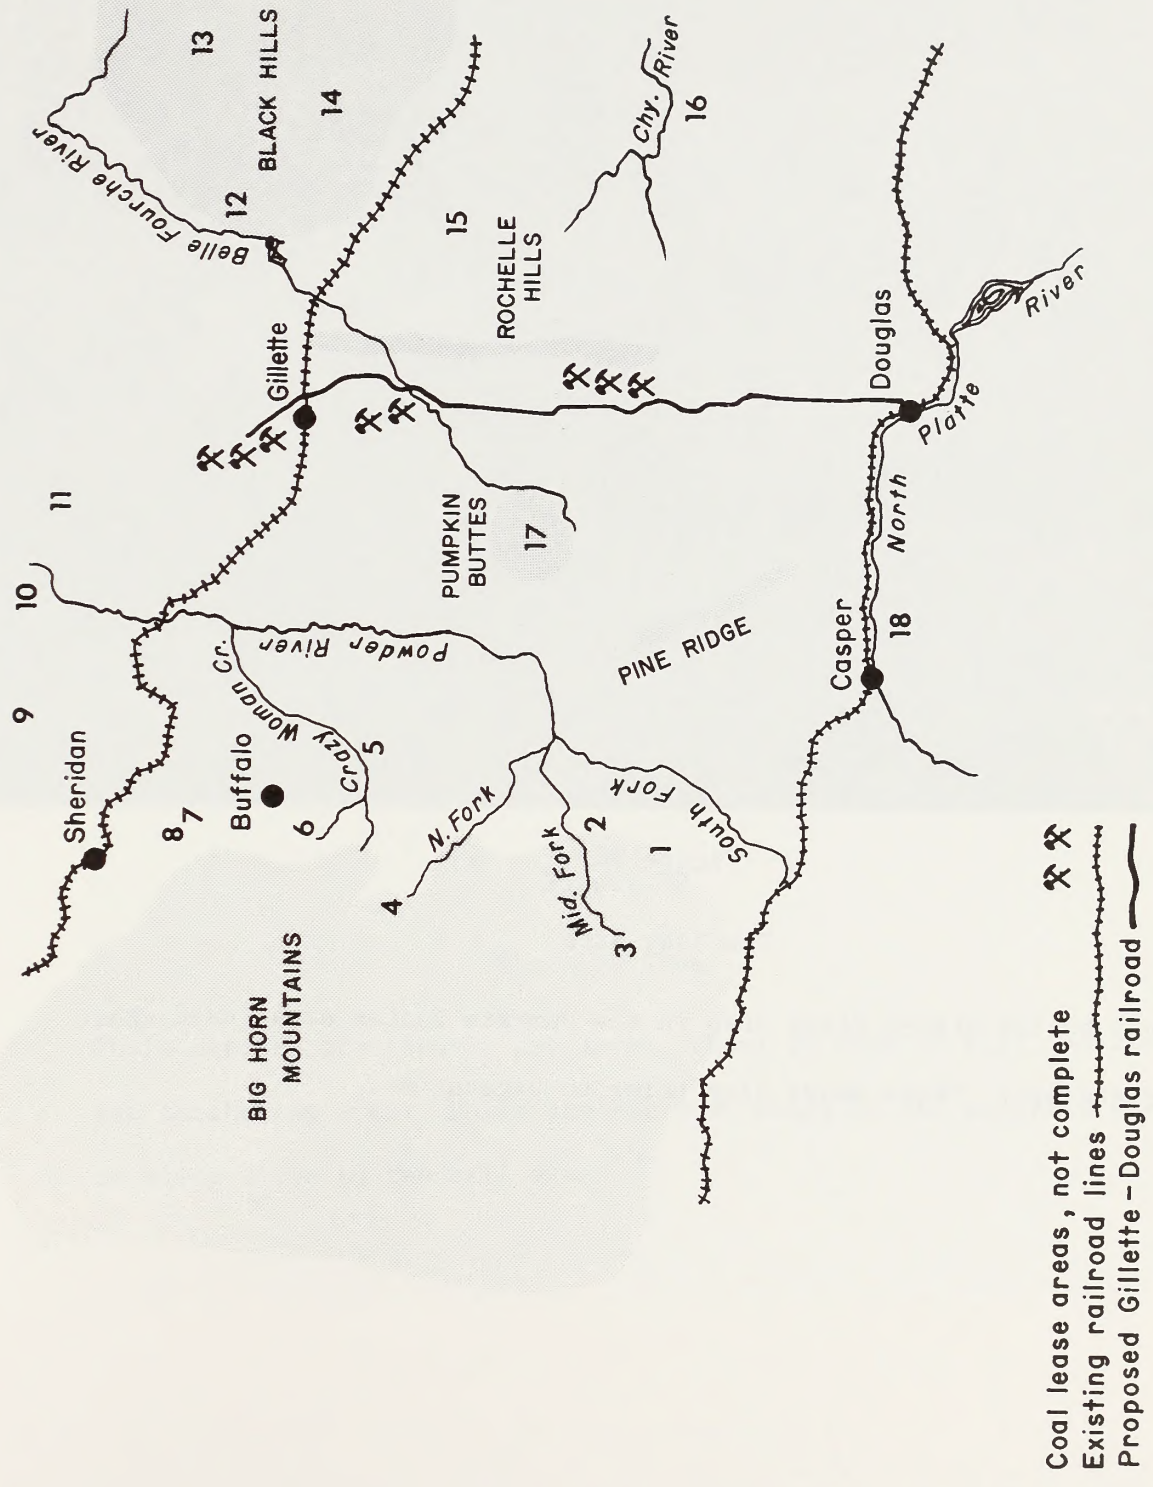 9
10
11
Sheridan
Belle Fourche River
13
8
7
Buffalo
Crazy Woman Cr.
Gillette
12
BLACK HILLS
14
BIG HORN
MOUNTAINS
6
5
Powder River
4
N. Fork
PUMPKIN
BUTTES
17
15
ROCHELLE
HILLS
3
Mid. Fork
2
1
South Fork
PINE RIDGE
Chy. River
16
Casper
18
North Platte River
Douglas
Coal lease areas, not complete
Existing railroad lines
Proposed Gillette-Douglas railroad